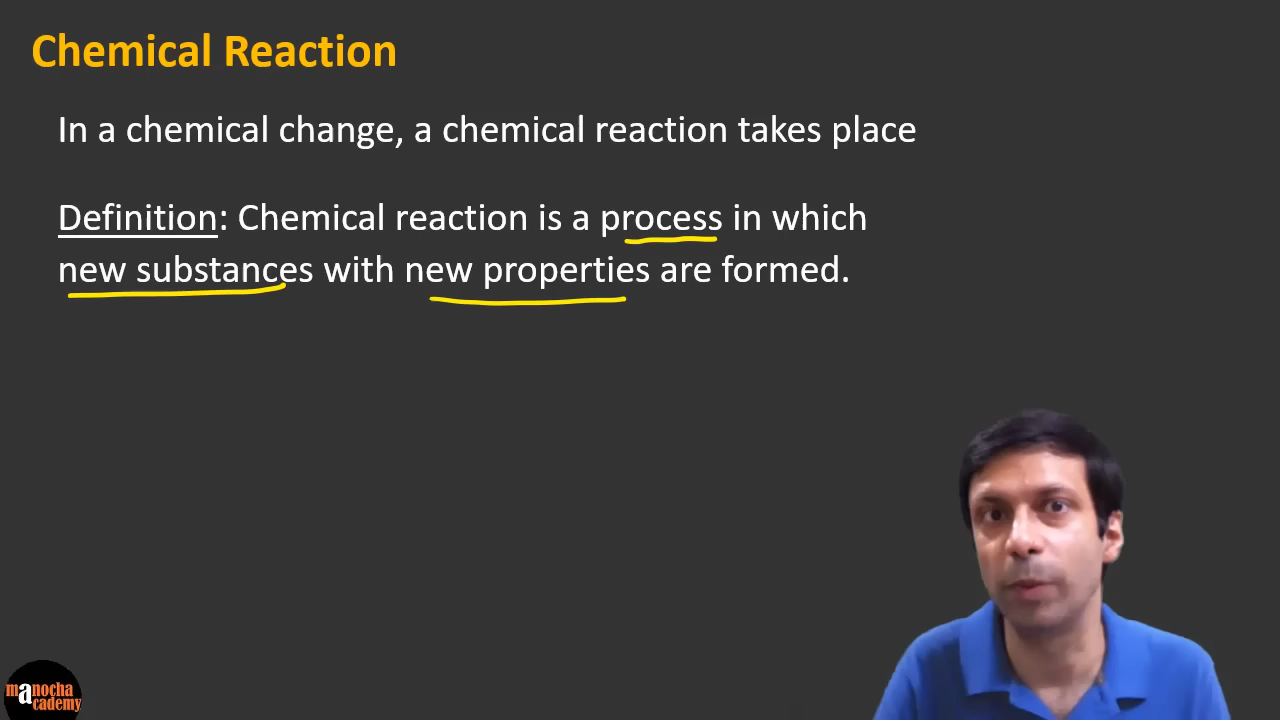 Chemical Reaction
In a chemical change, a chemical reaction takes place
Definition: Chemical reaction is a process in which
new substances with new properties are formed.
manocha
academy